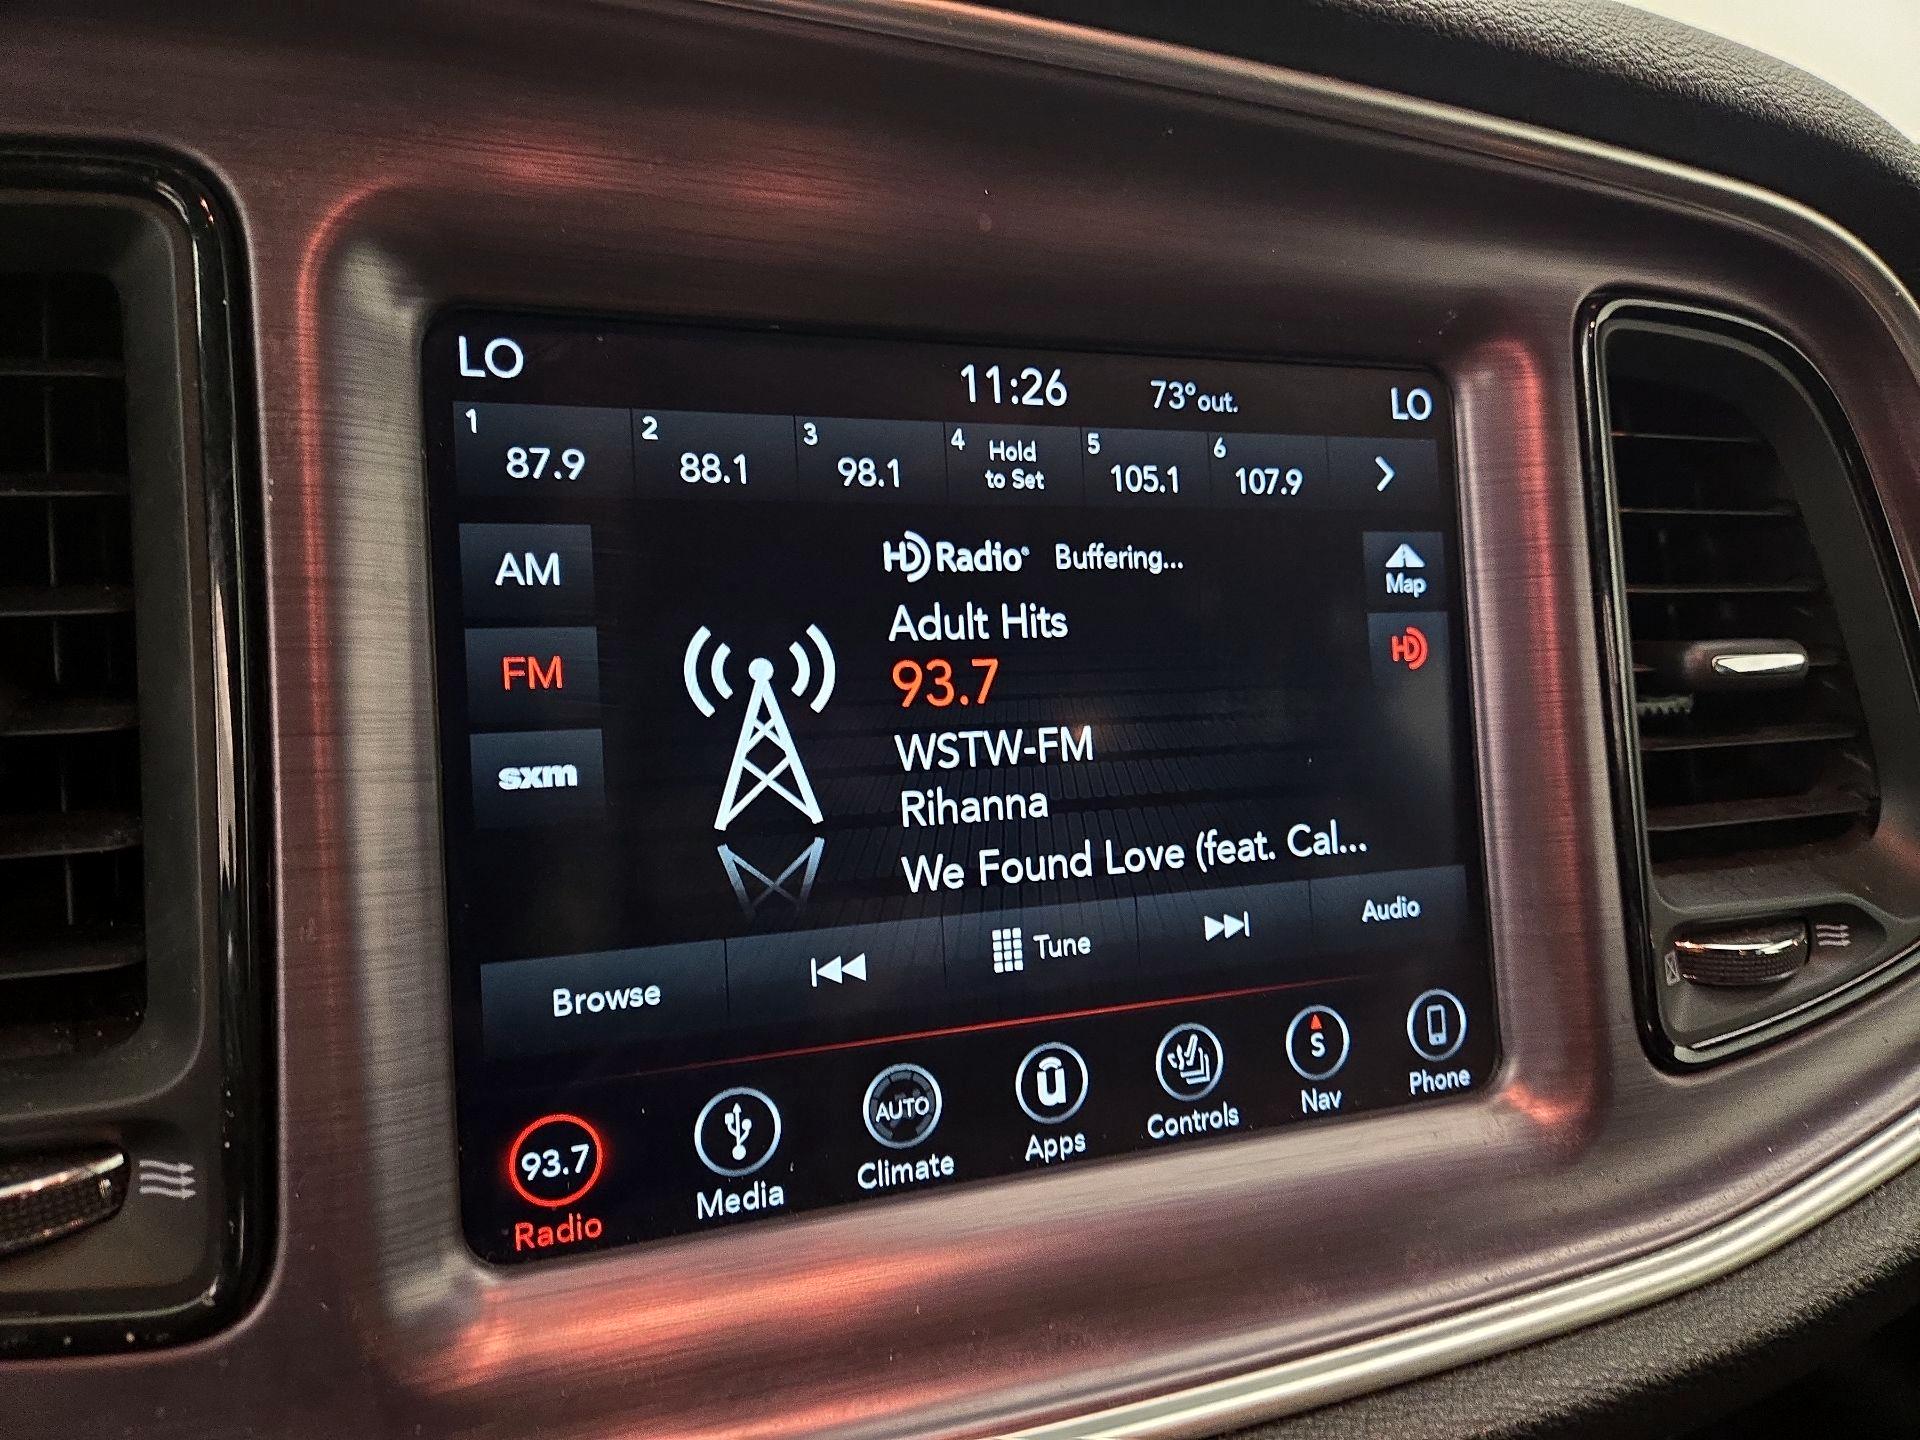 LO 11:26 73°out. LO
1 87.9 2 88.1 3 98.1 4 Hold to Set 5 105.1 6 107.9
HD Radio® Buffering...
AM
Map
Adult Hits
FM
93.7
HD
WSTW-FM
sxm
Rihanna
We Found Love (feat. Cal...
Browse Tune Audio
93.7 AUTO S
Radio Media Climate Apps Controls Nav Phone